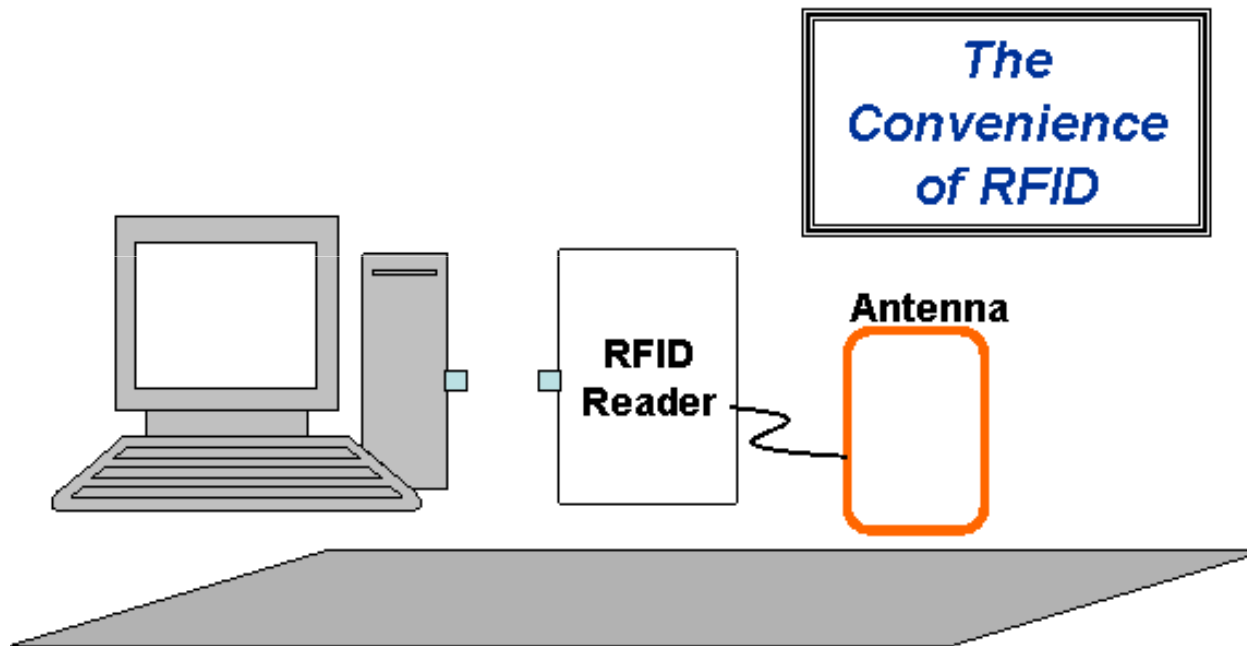 The
Convenience
of RFID
Antenna
RFID
Reader